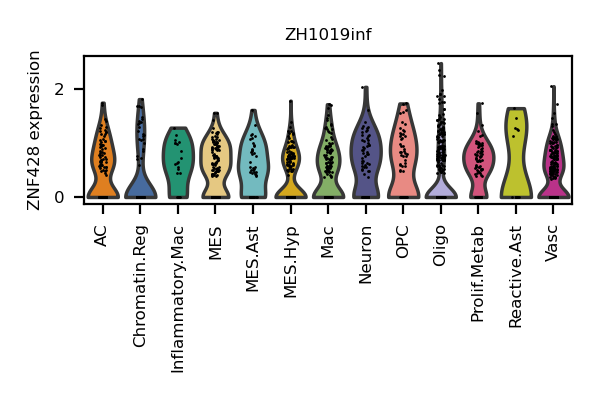 ZH1019inf
ZNF428 expression
2
0
AC
Chromatin.Reg
Inflammatory.Mac
MES
MES.Ast
MES.Hyp
Mac
Neuron
OPC
Oligo
Prolif.Metab
Reactive.Ast
Vasc